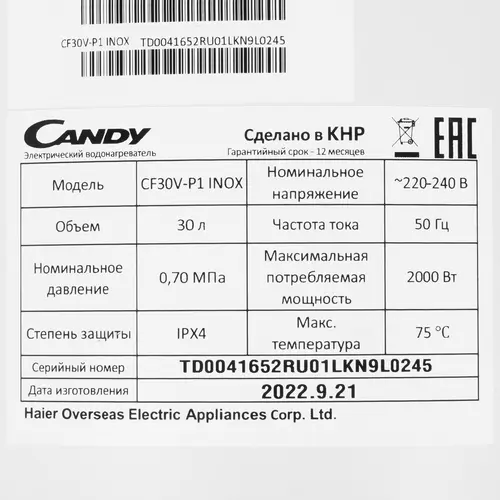 CF30V-P1 INOX TD0041652RU01LKN9L0245
CANDY
Электрический водонагреватель
Сделано в КНР
Гарантийный срок - 12 месяцев
EAC
Модель CF30V-P1 INOX Номинальное напряжение ~220-240 В
Объем 30 л Частота тока 50 Гц
Номинальное давление 0,70 МПа Максимальная потребляемая мощность 2000 Вт
Степень защиты IPX4 Макс. температура 75 °C
Серийный номер TD0041652RU01LKN9L0245
Дата изготовления 2022.9.21
Haier Overseas Electric Appliances Corp. Ltd.